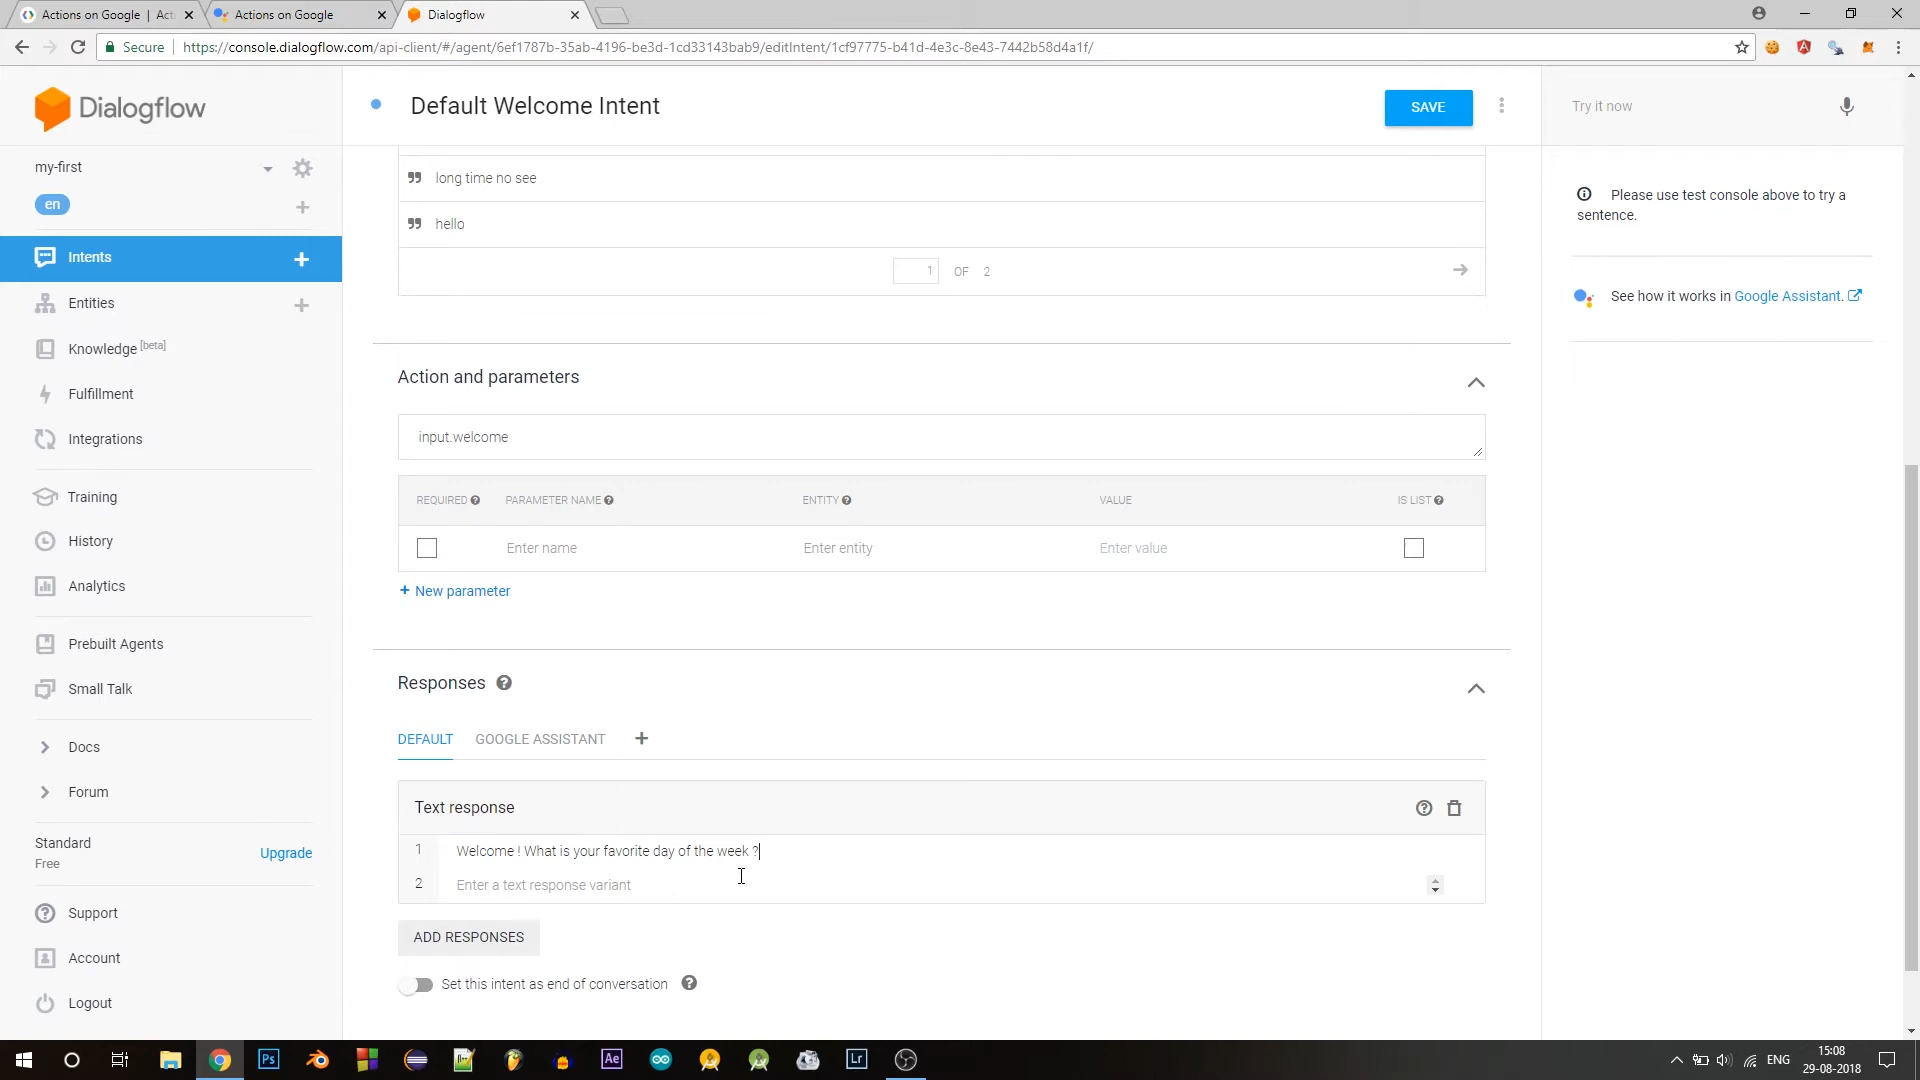 Actions on Google | Act
Actions on Google
Dialogflow
Secure
https://console.dialogflow.com/api-client/#/agent/6ef1787b-35ab-4196-be3d-1cd33143bab9/editIntent/1cf97775-b41d-4e3c-8e43-7442b58d4a1f/
Dialogflow
my-first
en
Intents
Entities
Knowledge [beta]
Fulfillment
Integrations
Training
History
Analytics
Prebuilt Agents
Small Talk
Docs
Forum
Standard
Free
Upgrade
Support
Account
Logout
Default Welcome Intent
SAVE
long time no see
hello
1 OF 2
Action and parameters
input.welcome
REQUIRED PARAMETER NAME ENTITY VALUE IS LIST
Enter name Enter entity Enter value
+ New parameter
Responses
DEFAULT GOOGLE ASSISTANT
Text response
1 Welcome ! What is your favorite day of the week ?
2 Enter a text response variant
ADD RESPONSES
Set this intent as end of conversation
Try it now
Please use test console above to try a
sentence.
See how it works in Google Assistant.
Ps
Ae
Lr
ENG
15:08
29-08-2018